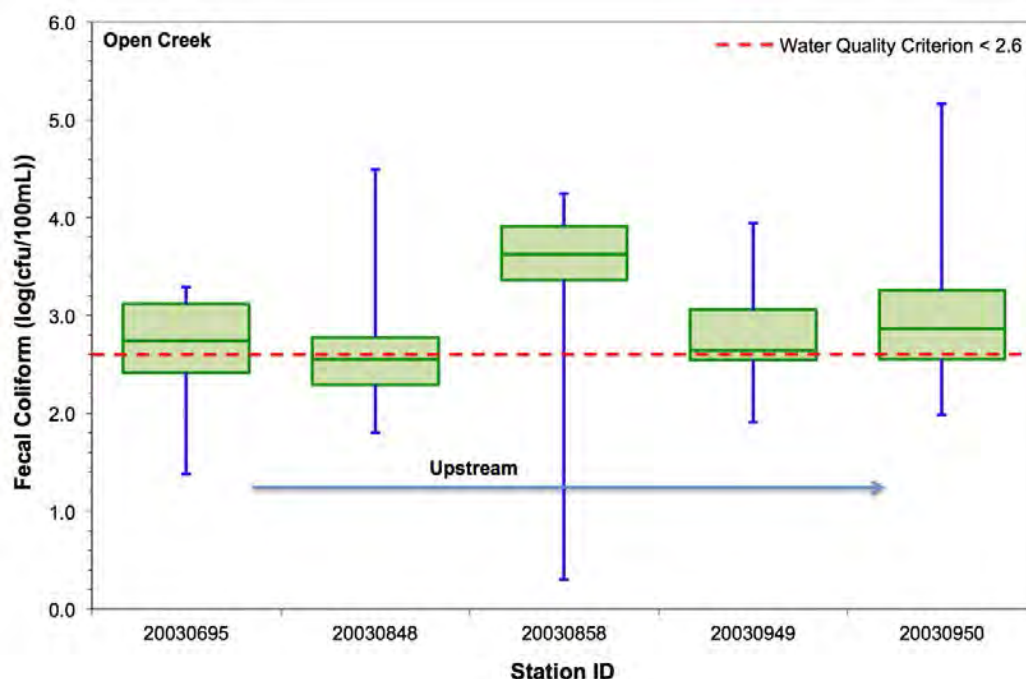 Open Creek
Water Quality Criterion < 2.6
Fecal Coliform (log(cfu/100mL))
6.0
5.0
4.0
3.0
2.0
1.0
0.0
Upstream
20030695 20030848 20030858 20030949 20030950
Station ID